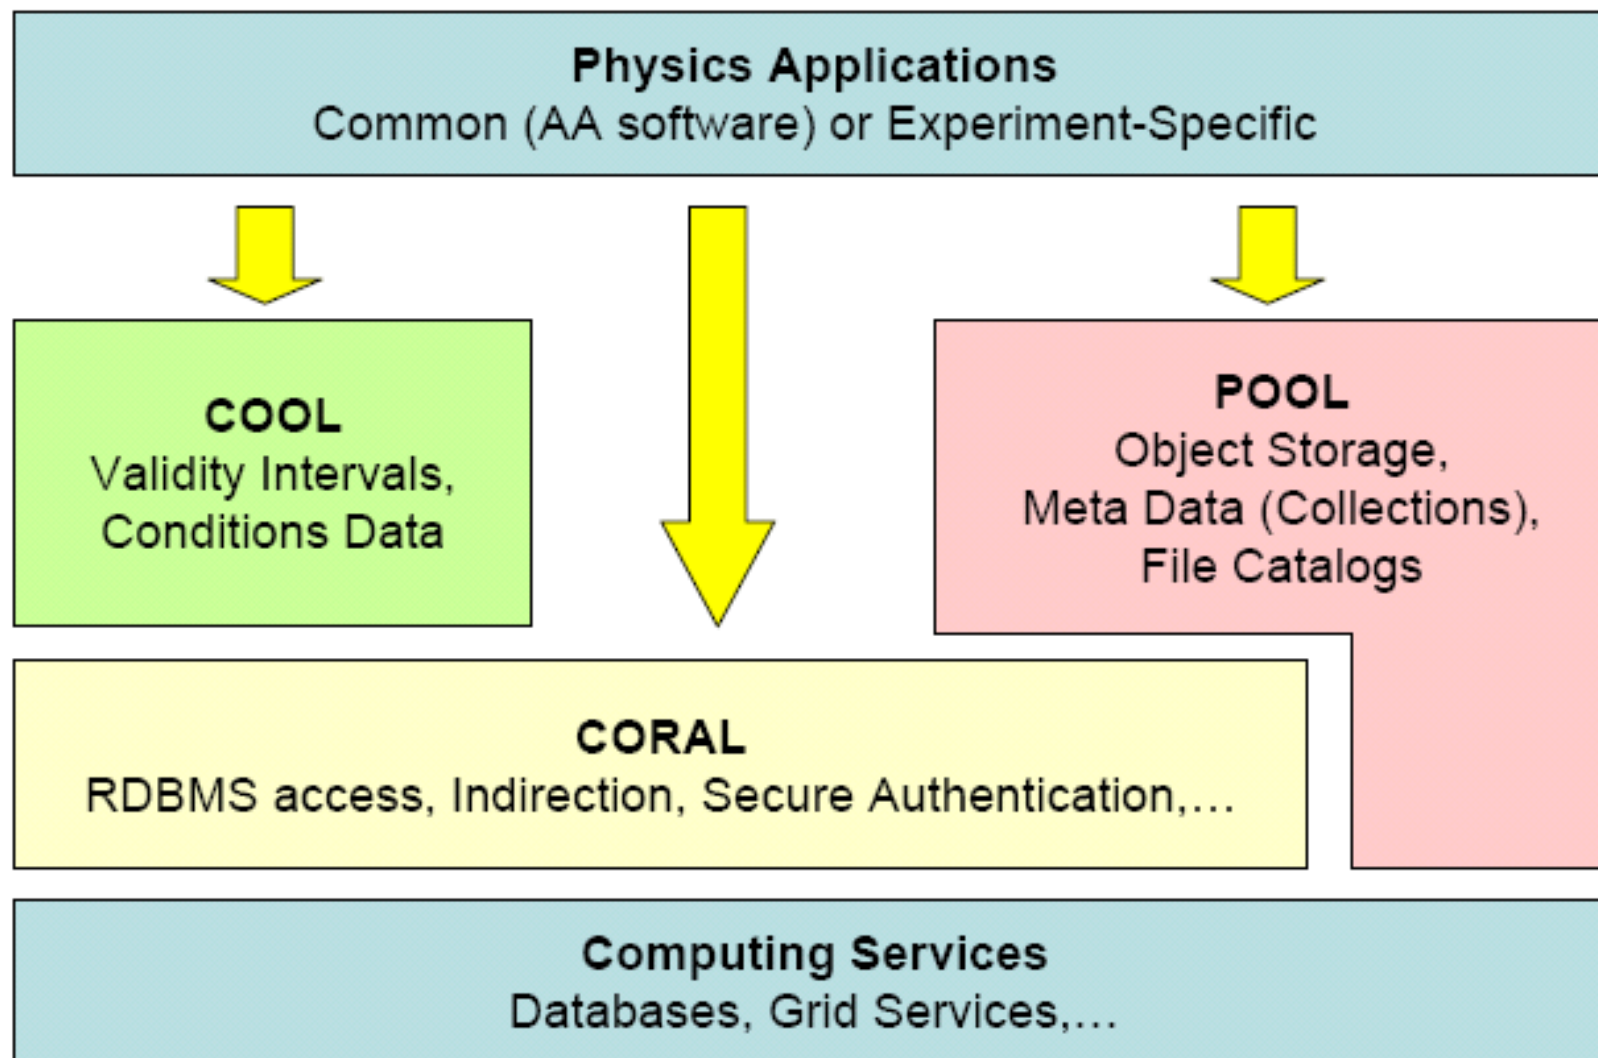 Physics Applications
Common (AA software) or Experiment-Specific
COOL
Validity Intervals,
Conditions Data
POOL
Object Storage,
Meta Data (Collections),
File Catalogs
CORAL
RDBMS access, Indirection, Secure Authentication,...
Computing Services
Databases, Grid Services,...